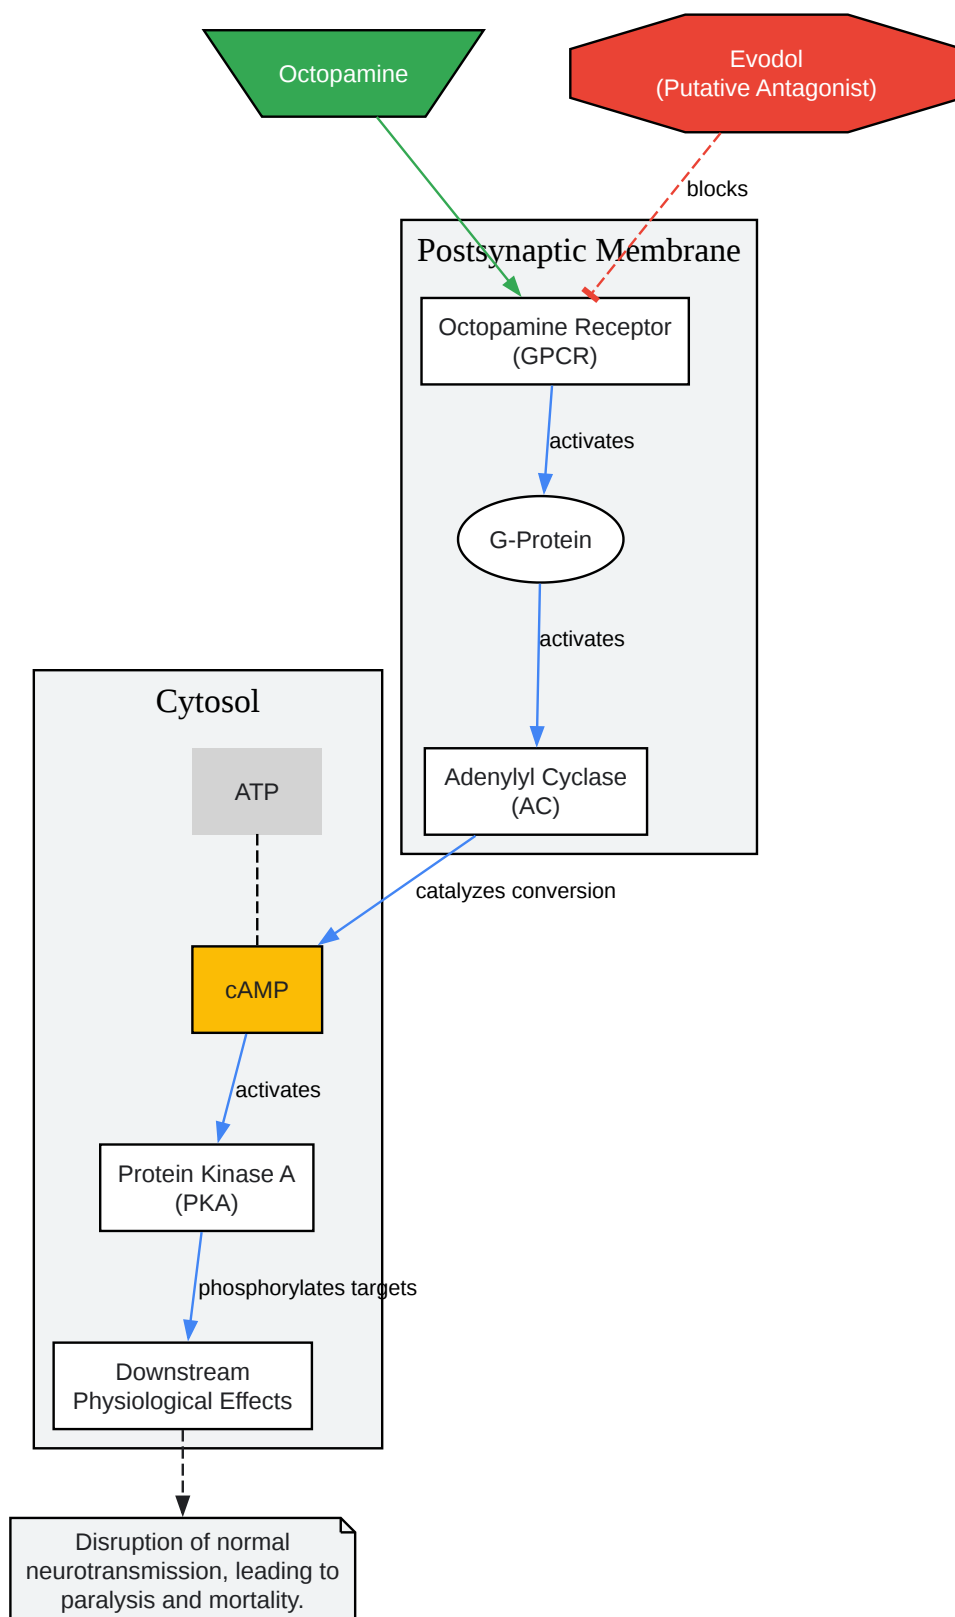 Octopamine
Evodol
(Putative Antagonist)
blocks
Postsynaptic Membrane
Octopamine Receptor
(GPCR)
activates
G-Protein
activates
Cytosol
ATP
Adenylyl Cyclase
(AC)
catalyzes conversion
cAMP
activates
Protein Kinase A
(PKA)
phosphorylates targets
Downstream
Physiological Effects
Disruption of normal
neurotransmission, leading to
paralysis and mortality.